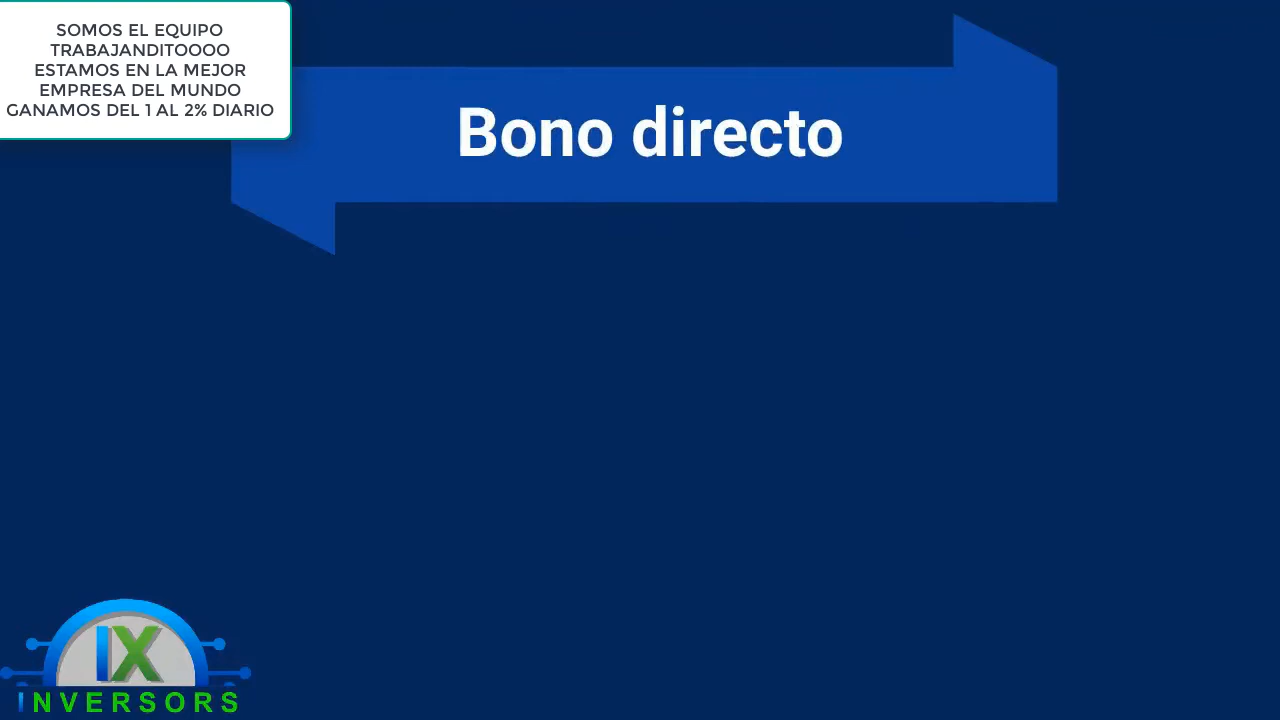 SOMOS EL EQUIPO
TRABAJANDITOOOO
ESTAMOS EN LA MEJOR
EMPRESA DEL MUNDO
GANAMOS DEL 1 AL 2% DIARIO
Bono directo
IX
INVERSORS